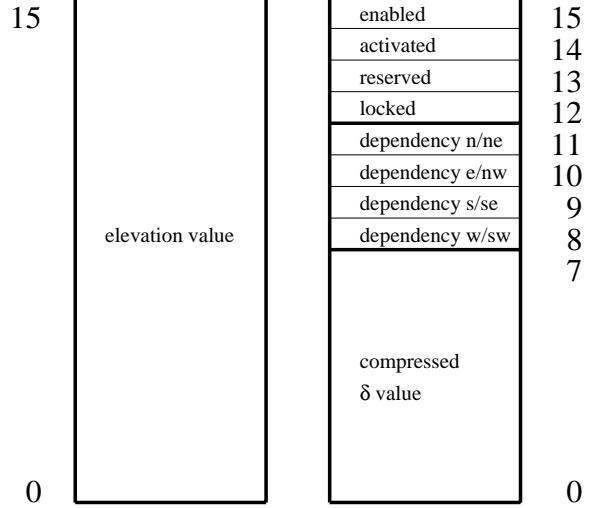 15 enabled 15
activated 14
reserved 13
locked 12
dependency n/ne 11
dependency e/nw 10
dependency s/se 9
elevation value dependency w/sw 8
7
compressed
δ value
0 0